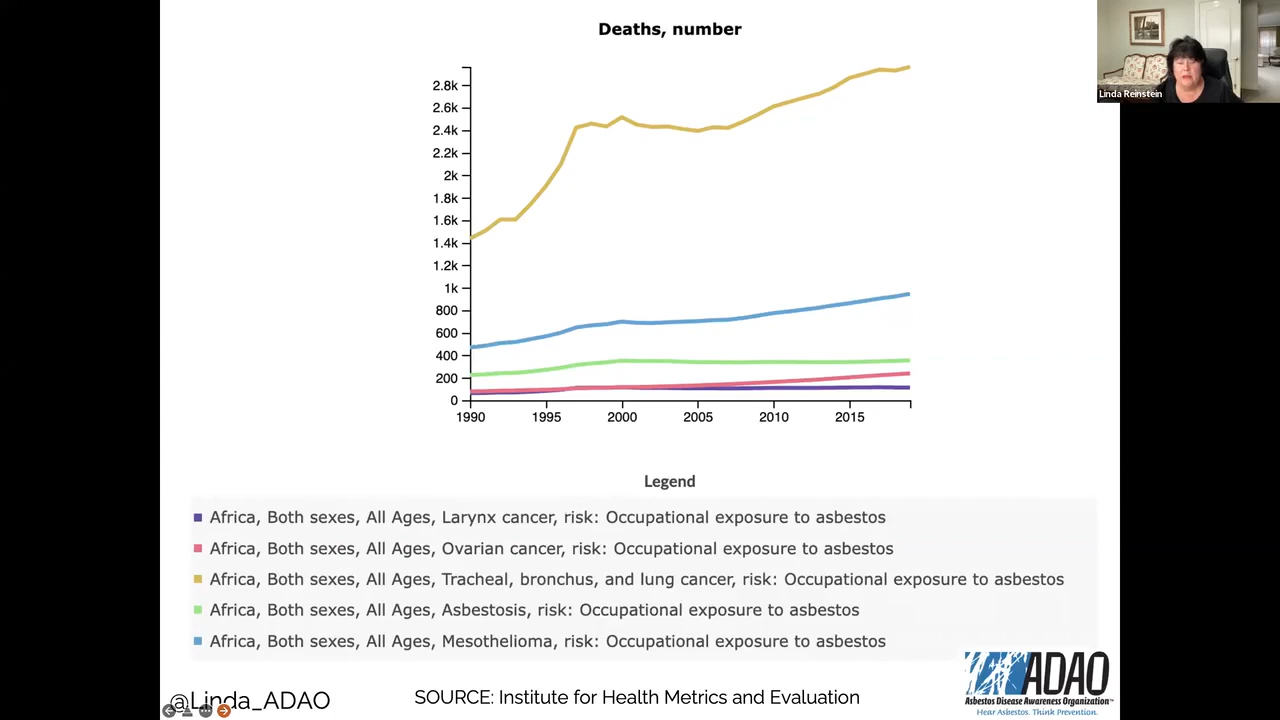 Deaths, number
Linda Reinstein
2.8k
2.6k
2.4k
2.2k
2k
1.8k
1.6k
1.4k
1.2k
1k
800
600
400
200
0
1990 1995 2000 2005 2010 2015
Legend
Africa, Both sexes, All Ages, Larynx cancer, risk: Occupational exposure to asbestos
Africa, Both sexes, All Ages, Ovarian cancer, risk: Occupational exposure to asbestos
Africa, Both sexes, All Ages, Tracheal, bronchus, and lung cancer, risk: Occupational exposure to asbestos
Africa, Both sexes, All Ages, Asbestosis, risk: Occupational exposure to asbestos
Africa, Both sexes, All Ages, Mesothelioma, risk: Occupational exposure to asbestos
@Linda_ADAO
SOURCE: Institute for Health Metrics and Evaluation
ADAO
Asbestos Disease Awareness Organization™
Hear Asbestos. Think Prevention.